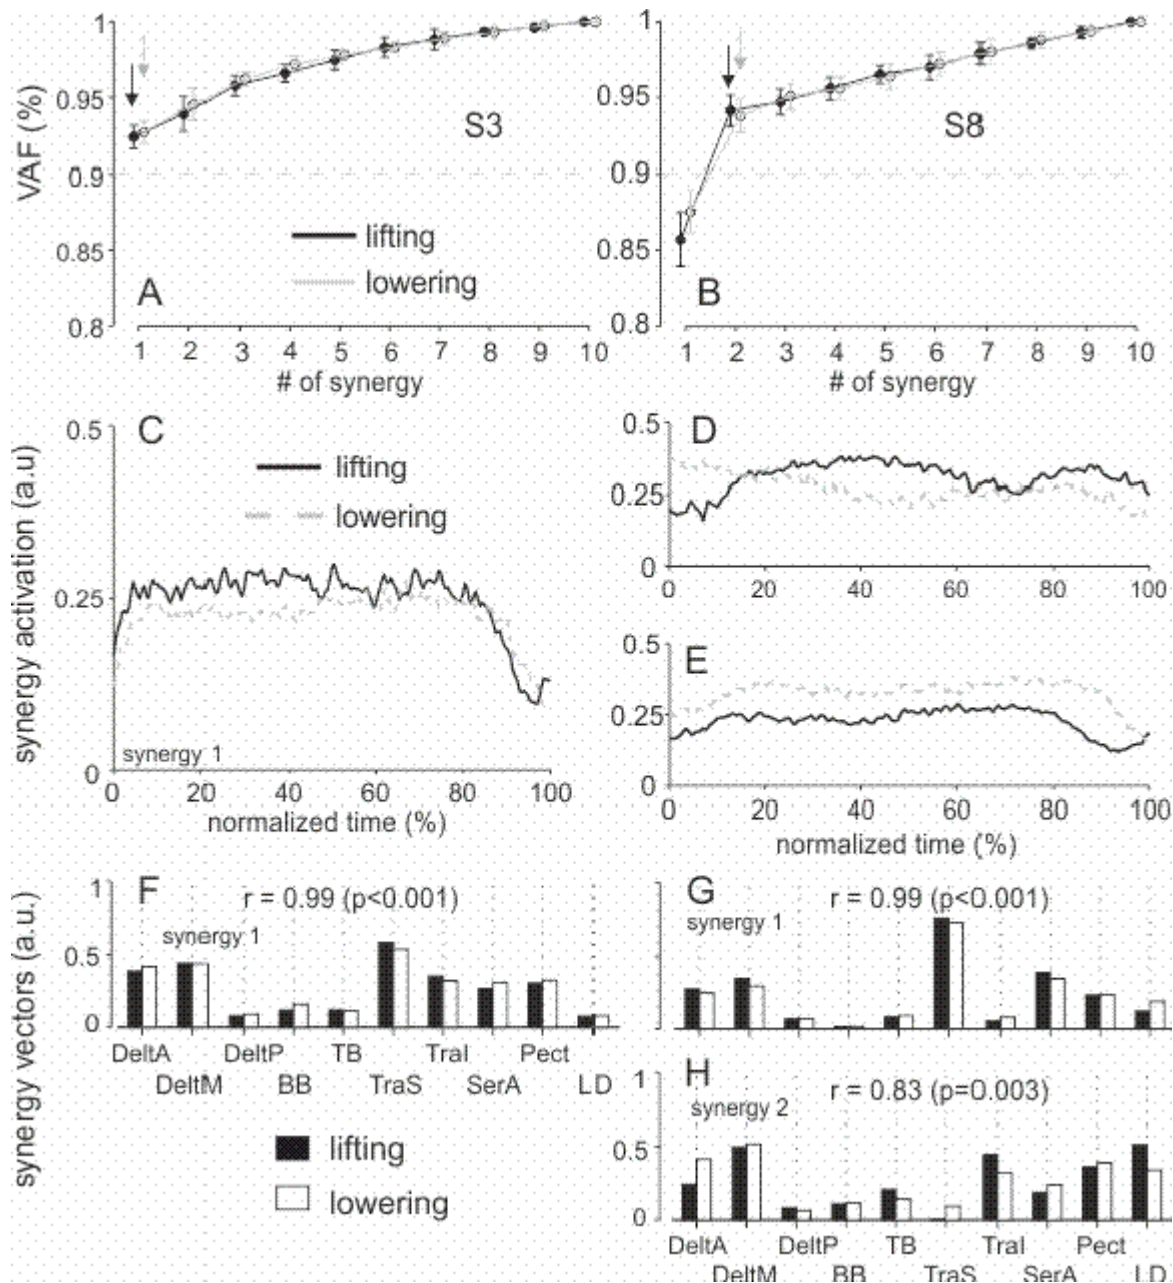 1
0.95
0.9
0.85
0.8
VAF (%)
S3
lifting
lowering
A
1 2 3 4 5 6 7 8 9 10
# of synergy
1
0.95
0.9
0.85
0.8
S8
B
1 2 3 4 5 6 7 8 9 10
# of synergy
synergy activation (a.u)
0.5
0.25
0
C
lifting
lowering
synergy 1
0 20 40 60 80 100
normalized time (%)
0.5
0.25
0
D
0 20 40 60 80 100
0.5
0.25
0
E
0 20 40 60 80 100
normalized time (%)
synergy vectors (a.u.)
1
0.5
0
F
r = 0.99 (p<0.001)
synergy 1
DeltA DeltP TB TraI Pect
DeltM BB TraS SerA LD
lifting
lowering
G
r = 0.99 (p<0.001)
synergy 1
1
0.5
0
H
r = 0.83 (p=0.003)
synergy 2
DeltA DeltP TB TraI Pect
DeltM BB TraS SerA LD